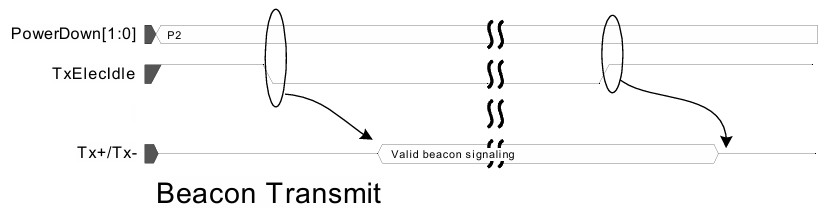 PowerDown[1:0]
P2
TxElecIdle
Tx+/Tx-
Valid beacon signaling
Beacon Transmit